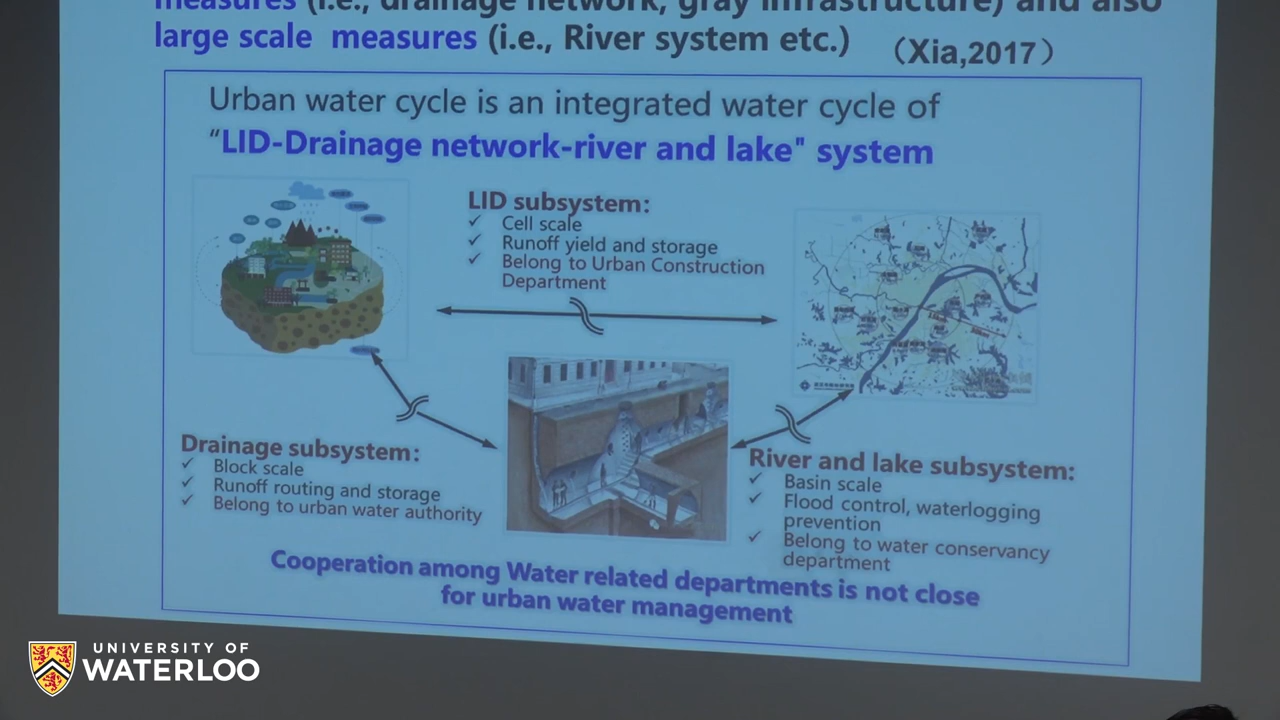 measures (i.e., drainage network, gray infrastructure) and also
large scale measures (i.e., River system etc.) （Xia,2017）
Urban water cycle is an integrated water cycle of
“LID-Drainage network-river and lake" system
LID subsystem:
✓ Cell scale
✓ Runoff yield and storage
✓ Belong to Urban Construction
Department
Drainage subsystem:
✓ Block scale
✓ Runoff routing and storage
✓ Belong to urban water authority
River and lake subsystem:
✓ Basin scale
✓ Flood control, waterlogging
prevention
✓ Belong to water conservancy
department
Cooperation among Water related departments is not close
for urban water management
UNIVERSITY OF
WATERLOO